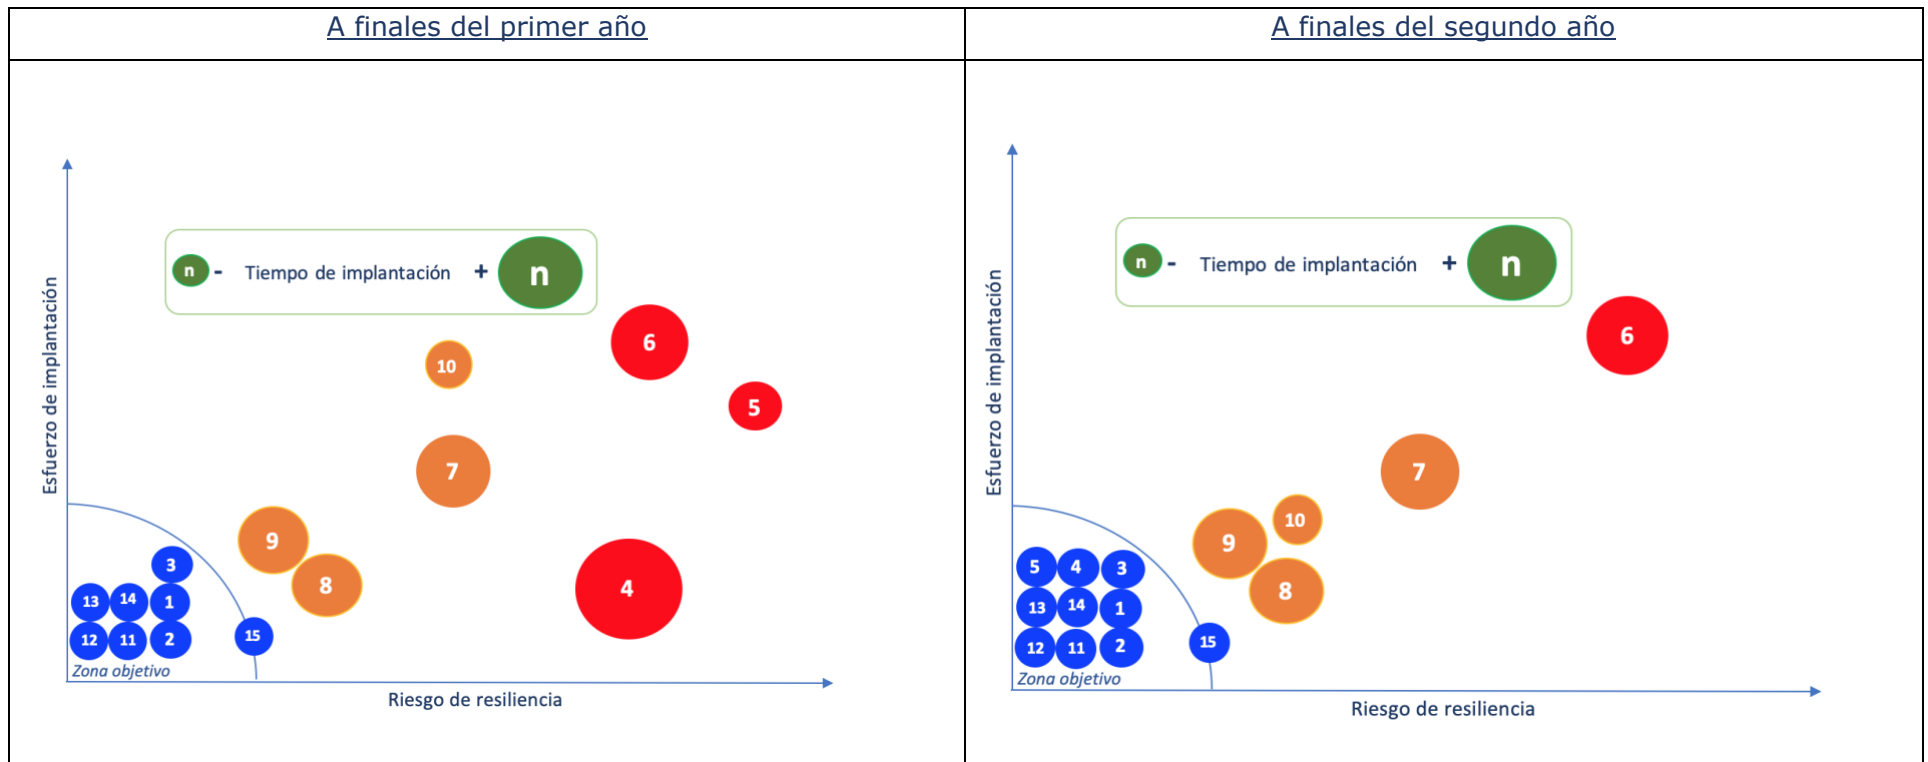 A finales del primer año
A finales del segundo año
n - Tiempo de implantación + n
6
10
5
7
9
8
4
3
13 14 1
12 11 2
15
Zona objetivo
Esfuerzo de implantación
Riesgo de resiliencia
n - Tiempo de implantación + n
6
7
10
9
8
5 4 3
13 14 1
12 11 2
15
Zona objetivo
Esfuerzo de implantación
Riesgo de resiliencia